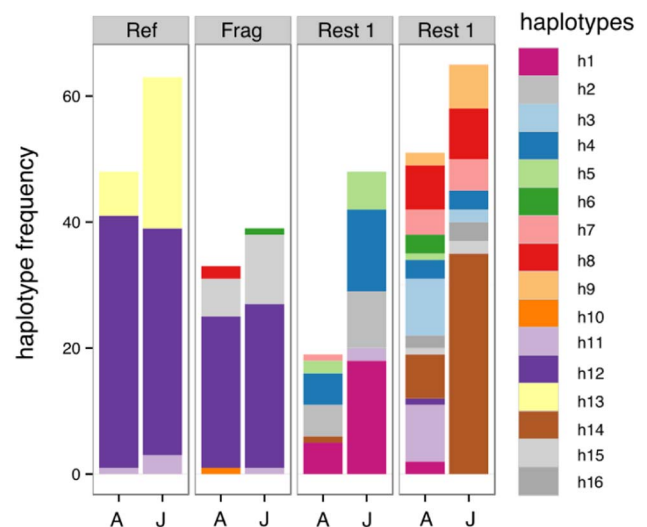 haplotypes
Ref Frag Rest 1 Rest 1
h1
h2
h3
h4
h5
h6
h7
h8
h9
h10
h11
h12
h13
h14
h15
h16
haplotype frequency
60
40
20
0
A J A J A J A J